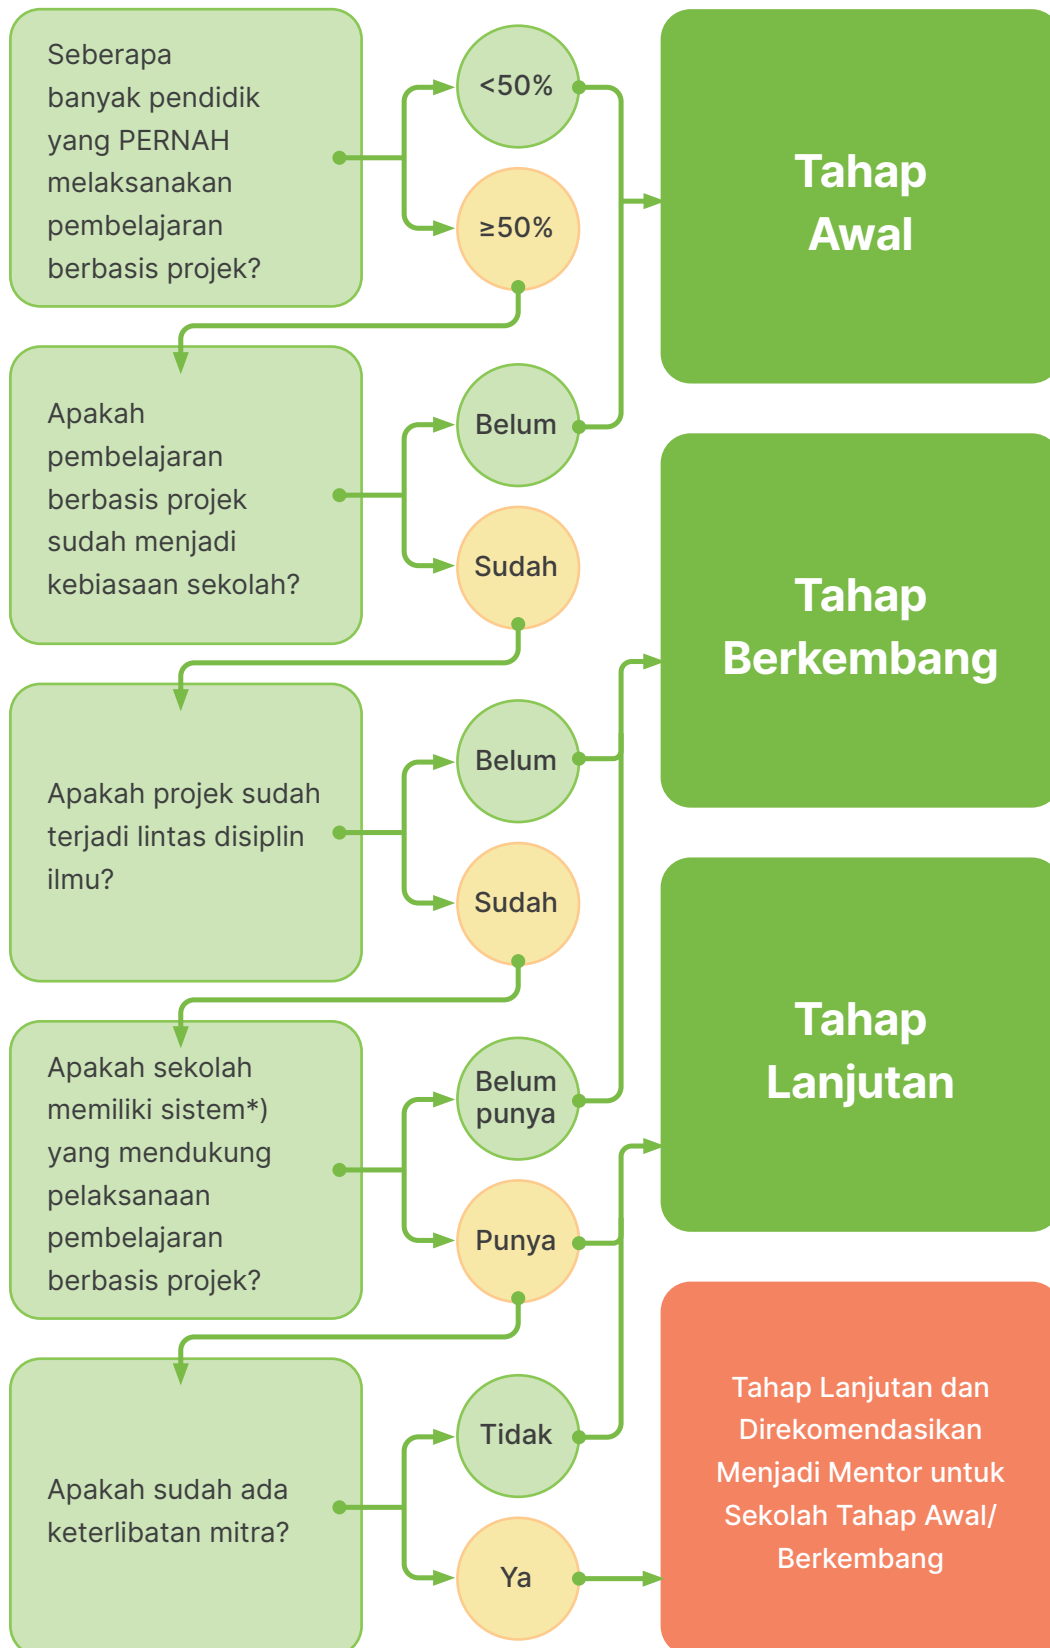 Seberapa
banyak pendidik
yang PERNAH
melaksanakan
pembelajaran
berbasis projek?
<50%
≥50%
Tahap
Awal
Apakah
pembelajaran
berbasis projek
sudah menjadi
kebiasaan sekolah?
Belum
Sudah
Tahap
Berkembang
Apakah projek sudah
terjadi lintas disiplin
ilmu?
Belum
Sudah
Tahap
Lanjutan
Apakah sekolah
memiliki sistem*)
yang mendukung
pelaksanaan
pembelajaran
berbasis projek?
Belum
punya
Punya
Apakah sudah ada
keterlibatan mitra?
Tidak
Ya
Tahap Lanjutan dan
Direkomendasikan
Menjadi Mentor untuk
Sekolah Tahap Awal/
Berkembang